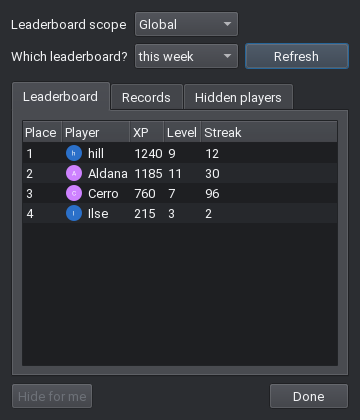 Leaderboard scope Global
Which leaderboard? this week Refresh
Leaderboard Records Hidden players
Place Player XP Level Streak
1 h hill 1240 9 12
2 A Aldana 1185 11 30
3 C Cerro 760 7 96
4 I Ilse 215 3 2
Hide for me Done